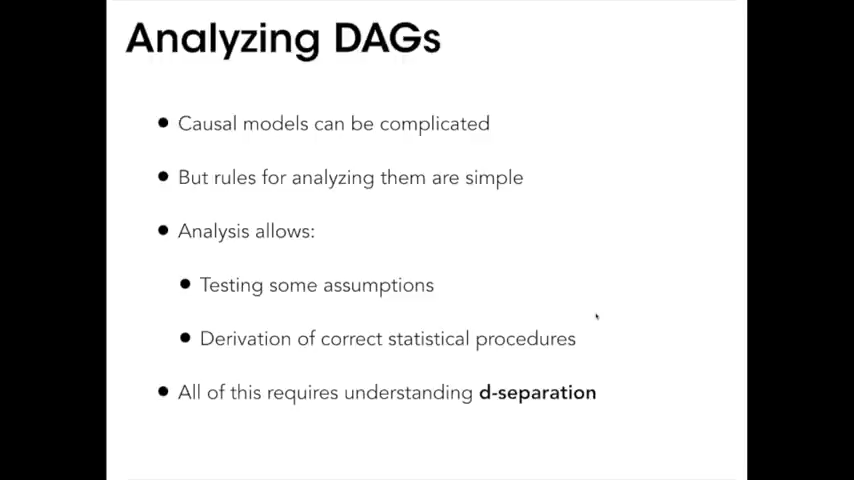 Analyzing DAGs
Causal models can be complicated
But rules for analyzing them are simple
Analysis allows:
Testing some assumptions
Derivation of correct statistical procedures
All of this requires understanding d-separation